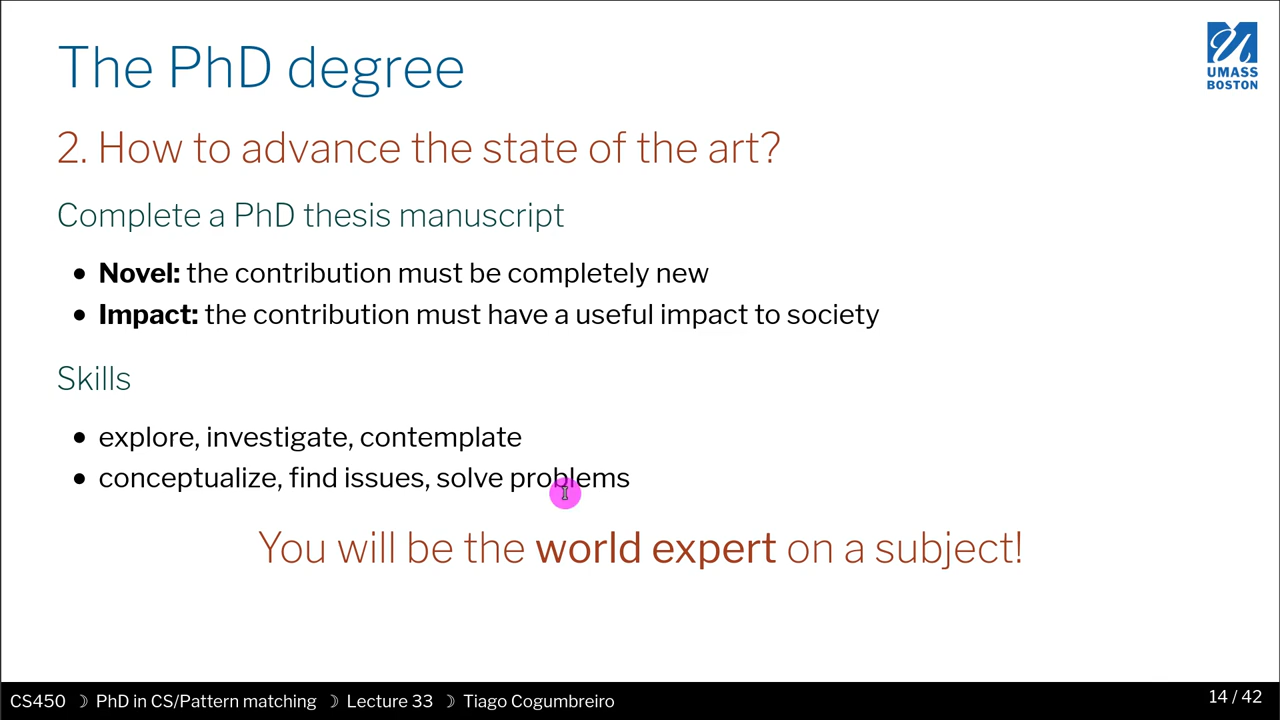 The PhD degree
UMASS
BOSTON
2. How to advance the state of the art?
Complete a PhD thesis manuscript
• Novel: the contribution must be completely new
• Impact: the contribution must have a useful impact to society
Skills
• explore, investigate, contemplate
• conceptualize, find issues, solve problems
You will be the world expert on a subject!
CS450 ☽ PhD in CS/Pattern matching ☽ Lecture 33 ☽ Tiago Cogumbreiro
14 / 42